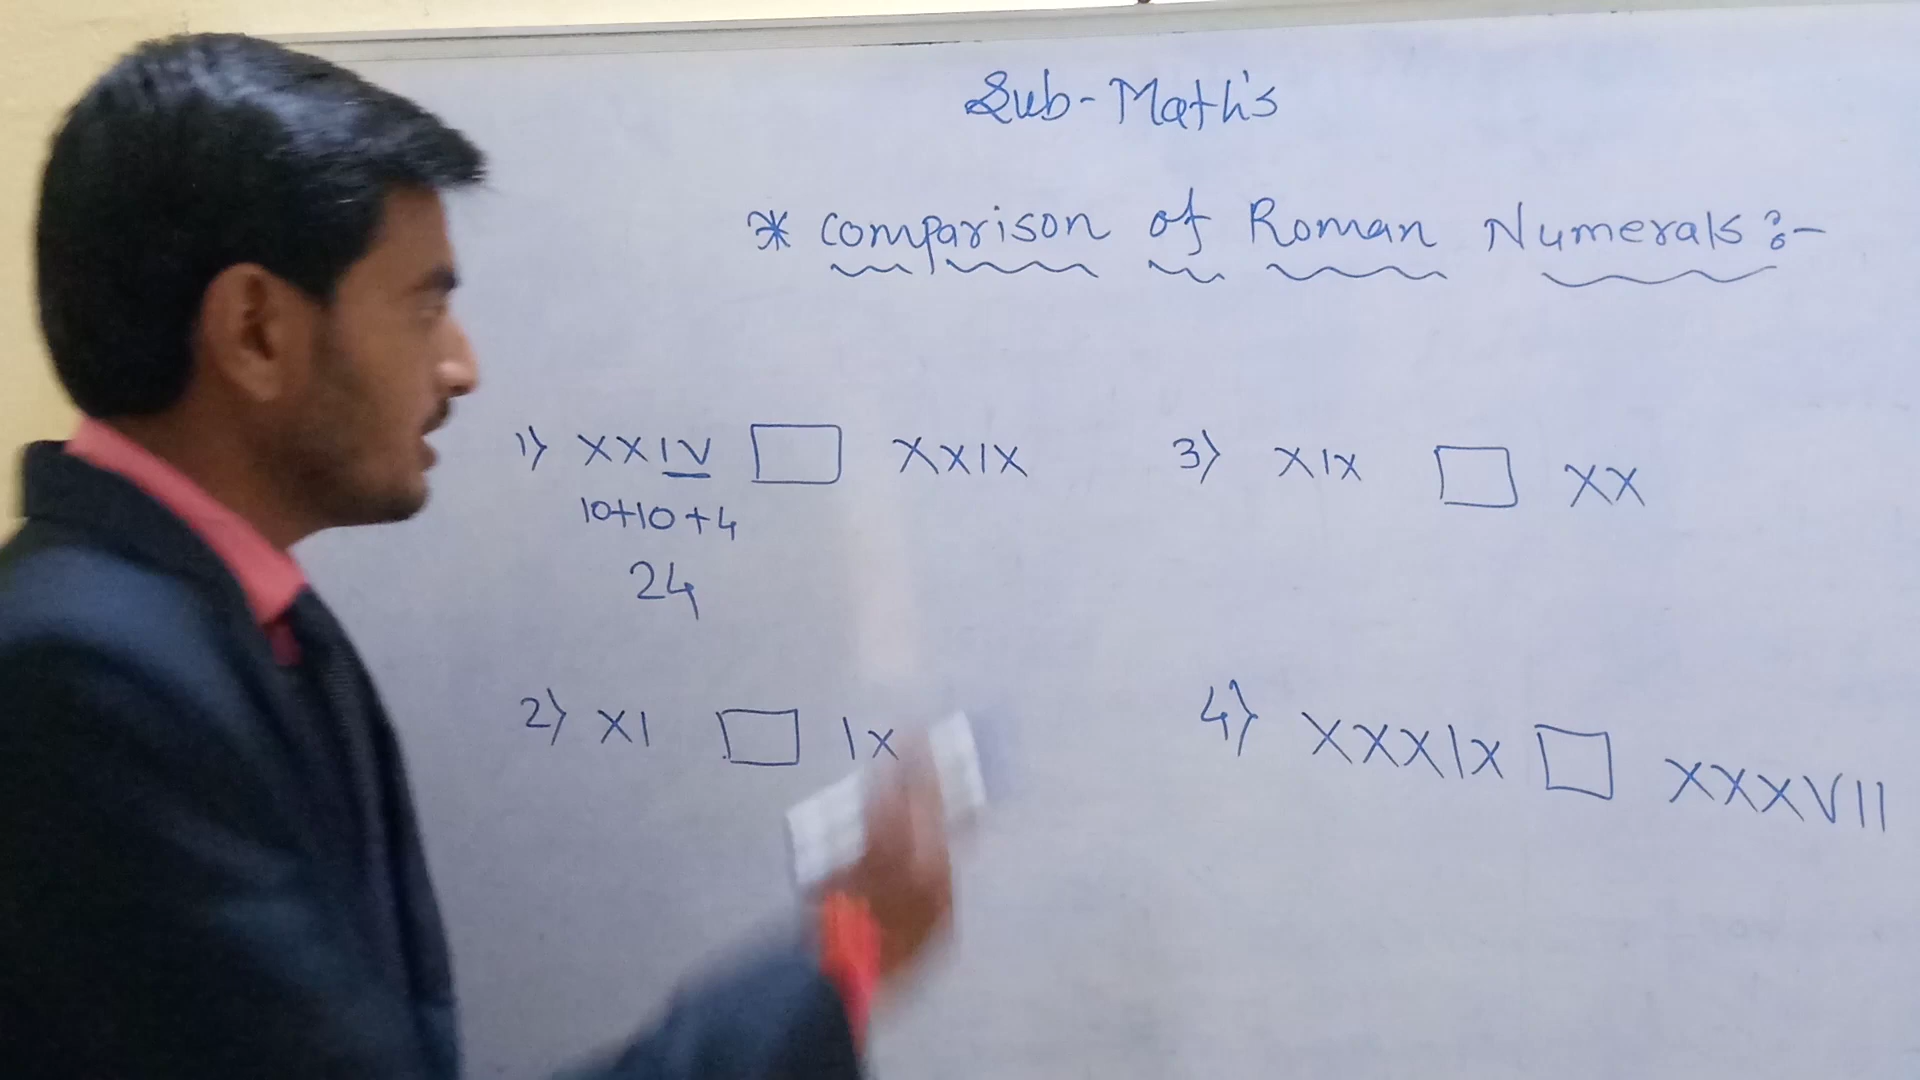 Sub-Math's
* Comparison of Roman Numerals :-
1) XXIV □ XXIX
10+10+4
24
3) XIX □ XX
2) XI □ IX
4) XXXIX □ XXXVII